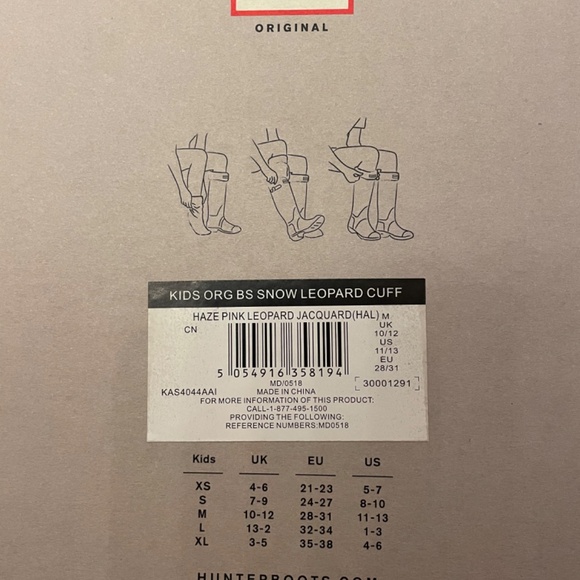 ORIGINAL
KIDS ORG BS SNOW LEOPARD CUFF
HAZE PINK LEOPARD JACQUARD(HAL) M
CN
UK
10/12
US
11/13
EU
28/31
5 054916 358194
MD/0518
KAS4044AAI
MADE IN CHINA
30001291
FOR MORE INFORMATION OF THIS PRODUCT:
CALL-1-877-495-1500
PROVIDING THE FOLLOWING:
REFERENCE NUMBERS:MD0518
Kids UK EU US
XS 4-6 21-23 5-7
S 7-9 24-27 8-10
M 10-12 28-31 11-13
L 13-2 32-34 1-3
XL 3-5 35-38 4-6
HUNTERBOOTS.COM